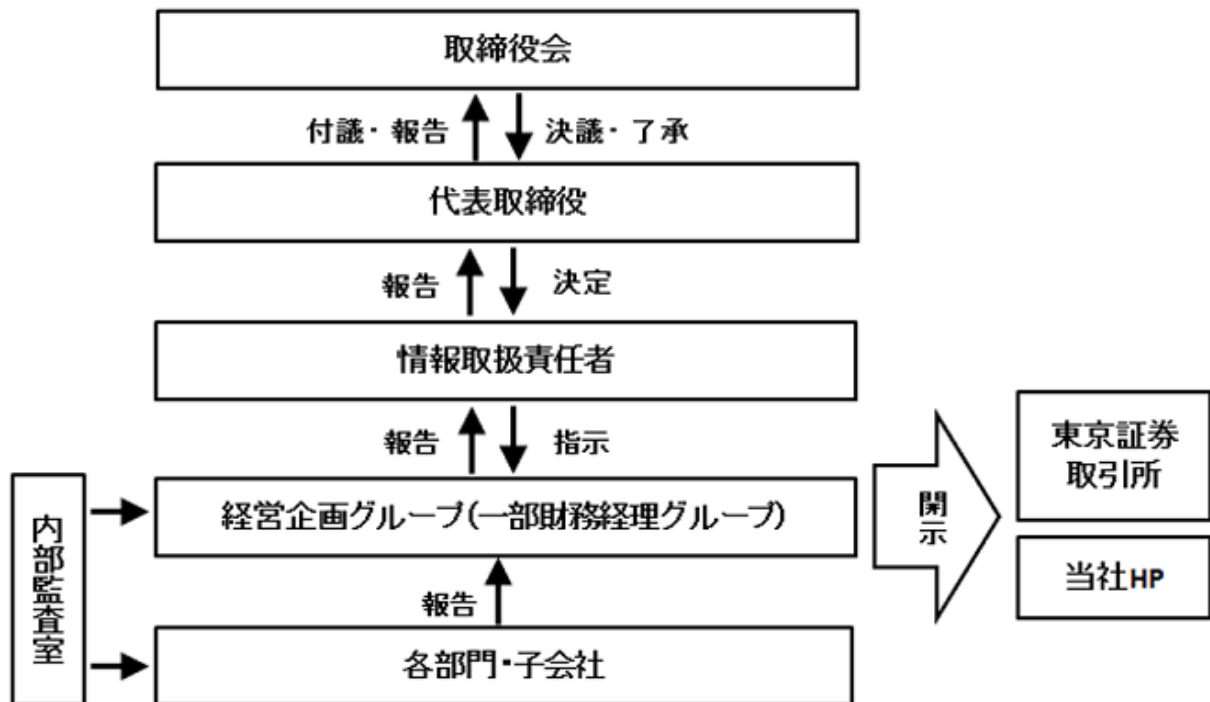 取締役会
付議・報告
決議・了承
代表取締役
報告
決定
情報取扱責任者
報告
指示
経営企画グループ(一部財務経理グループ)
報告
各部門・子会社
内部監査室
開示
東京証券
取引所
当社HP